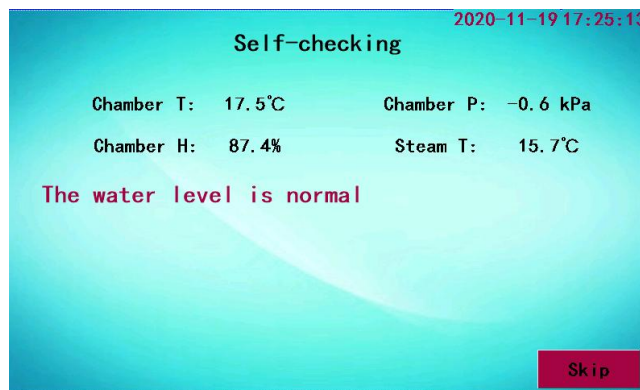 2020-11-19 17:25:13
Self-checking
Chamber T: 17.5℃ Chamber P: -0.6 kPa
Chamber H: 87.4% Steam T: 15.7℃
The water level is normal
Skip